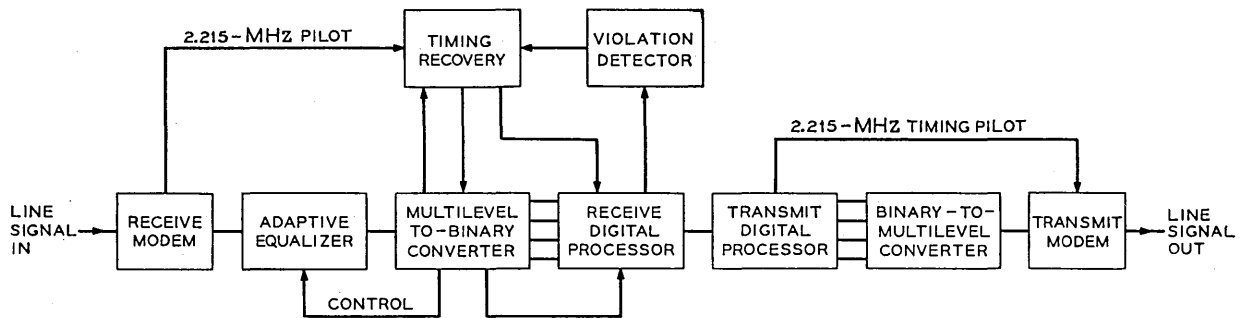 2.215-MHz PILOT
TIMING
RECOVERY
VIOLATION
DETECTOR
2.215-MHz TIMING PILOT
LINE
SIGNAL
IN
RECEIVE
MODEM
ADAPTIVE
EQUALIZER
MULTILEVEL
TO-BINARY
CONVERTER
RECEIVE
DIGITAL
PROCESSOR
TRANSMIT
DIGITAL
PROCESSOR
BINARY-TO-
MULTILEVEL
CONVERTER
TRANSMIT
MODEM
LINE
SIGNAL
OUT
CONTROL